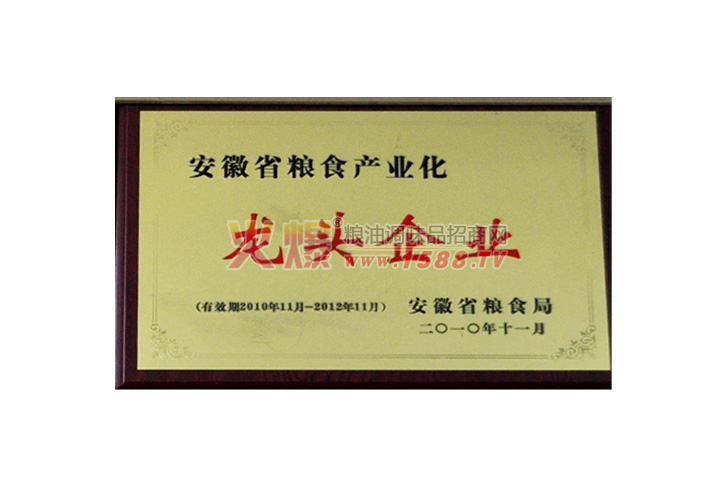 安徽省粮食产业化
龙头企业
火爆®粮油调味品招商网
www.1588.TV
(有效期2010年11月-2012年11月)
安徽省粮食局
二〇一〇年十一月